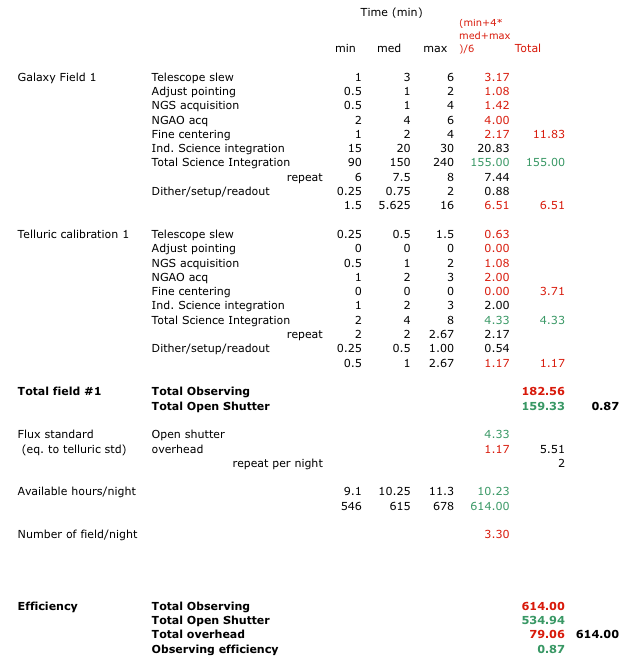 Time (min)
min med max (min+4* med+max )/6 Total
Galaxy Field 1 Telescope slew 1 3 6 3.17
Adjust pointing 0.5 1 2 1.08
NGS acquisition 0.5 1 4 1.42
NGAO acq 2 4 6 4.00
Fine centering 1 2 4 2.17 11.83
Ind. Science integration 15 20 30 20.83
Total Science Integration 90 150 240 155.00 155.00
repeat 6 7.5 8 7.44
Dither/setup/readout 0.25 0.75 2 0.88
1.5 5.625 16 6.51 6.51
Telluric calibration 1 Telescope slew 0.25 0.5 1.5 0.63
Adjust pointing 0 0 0 0.00
NGS acquisition 0.5 1 2 1.08
NGAO acq 1 2 3 2.00
Fine centering 0 0 0 0.00 3.71
Ind. Science integration 1 2 3 2.00
Total Science Integration 2 4 8 4.33 4.33
repeat 2 2 2.67 2.17
Dither/setup/readout 0.25 0.5 1.00 0.54
0.5 1 2.67 1.17 1.17
Total field #1 Total Observing 182.56
Total Open Shutter 159.33 0.87
Flux standard Open shutter 4.33
(eq. to telluric std) overhead 1.17 5.51
repeat per night 2
Available hours/night 9.1 10.25 11.3 10.23
546 615 678 614.00
Number of field/night 3.30
Efficiency Total Observing 614.00
Total Open Shutter 534.94
Total overhead 79.06 614.00
Observing efficiency 0.87